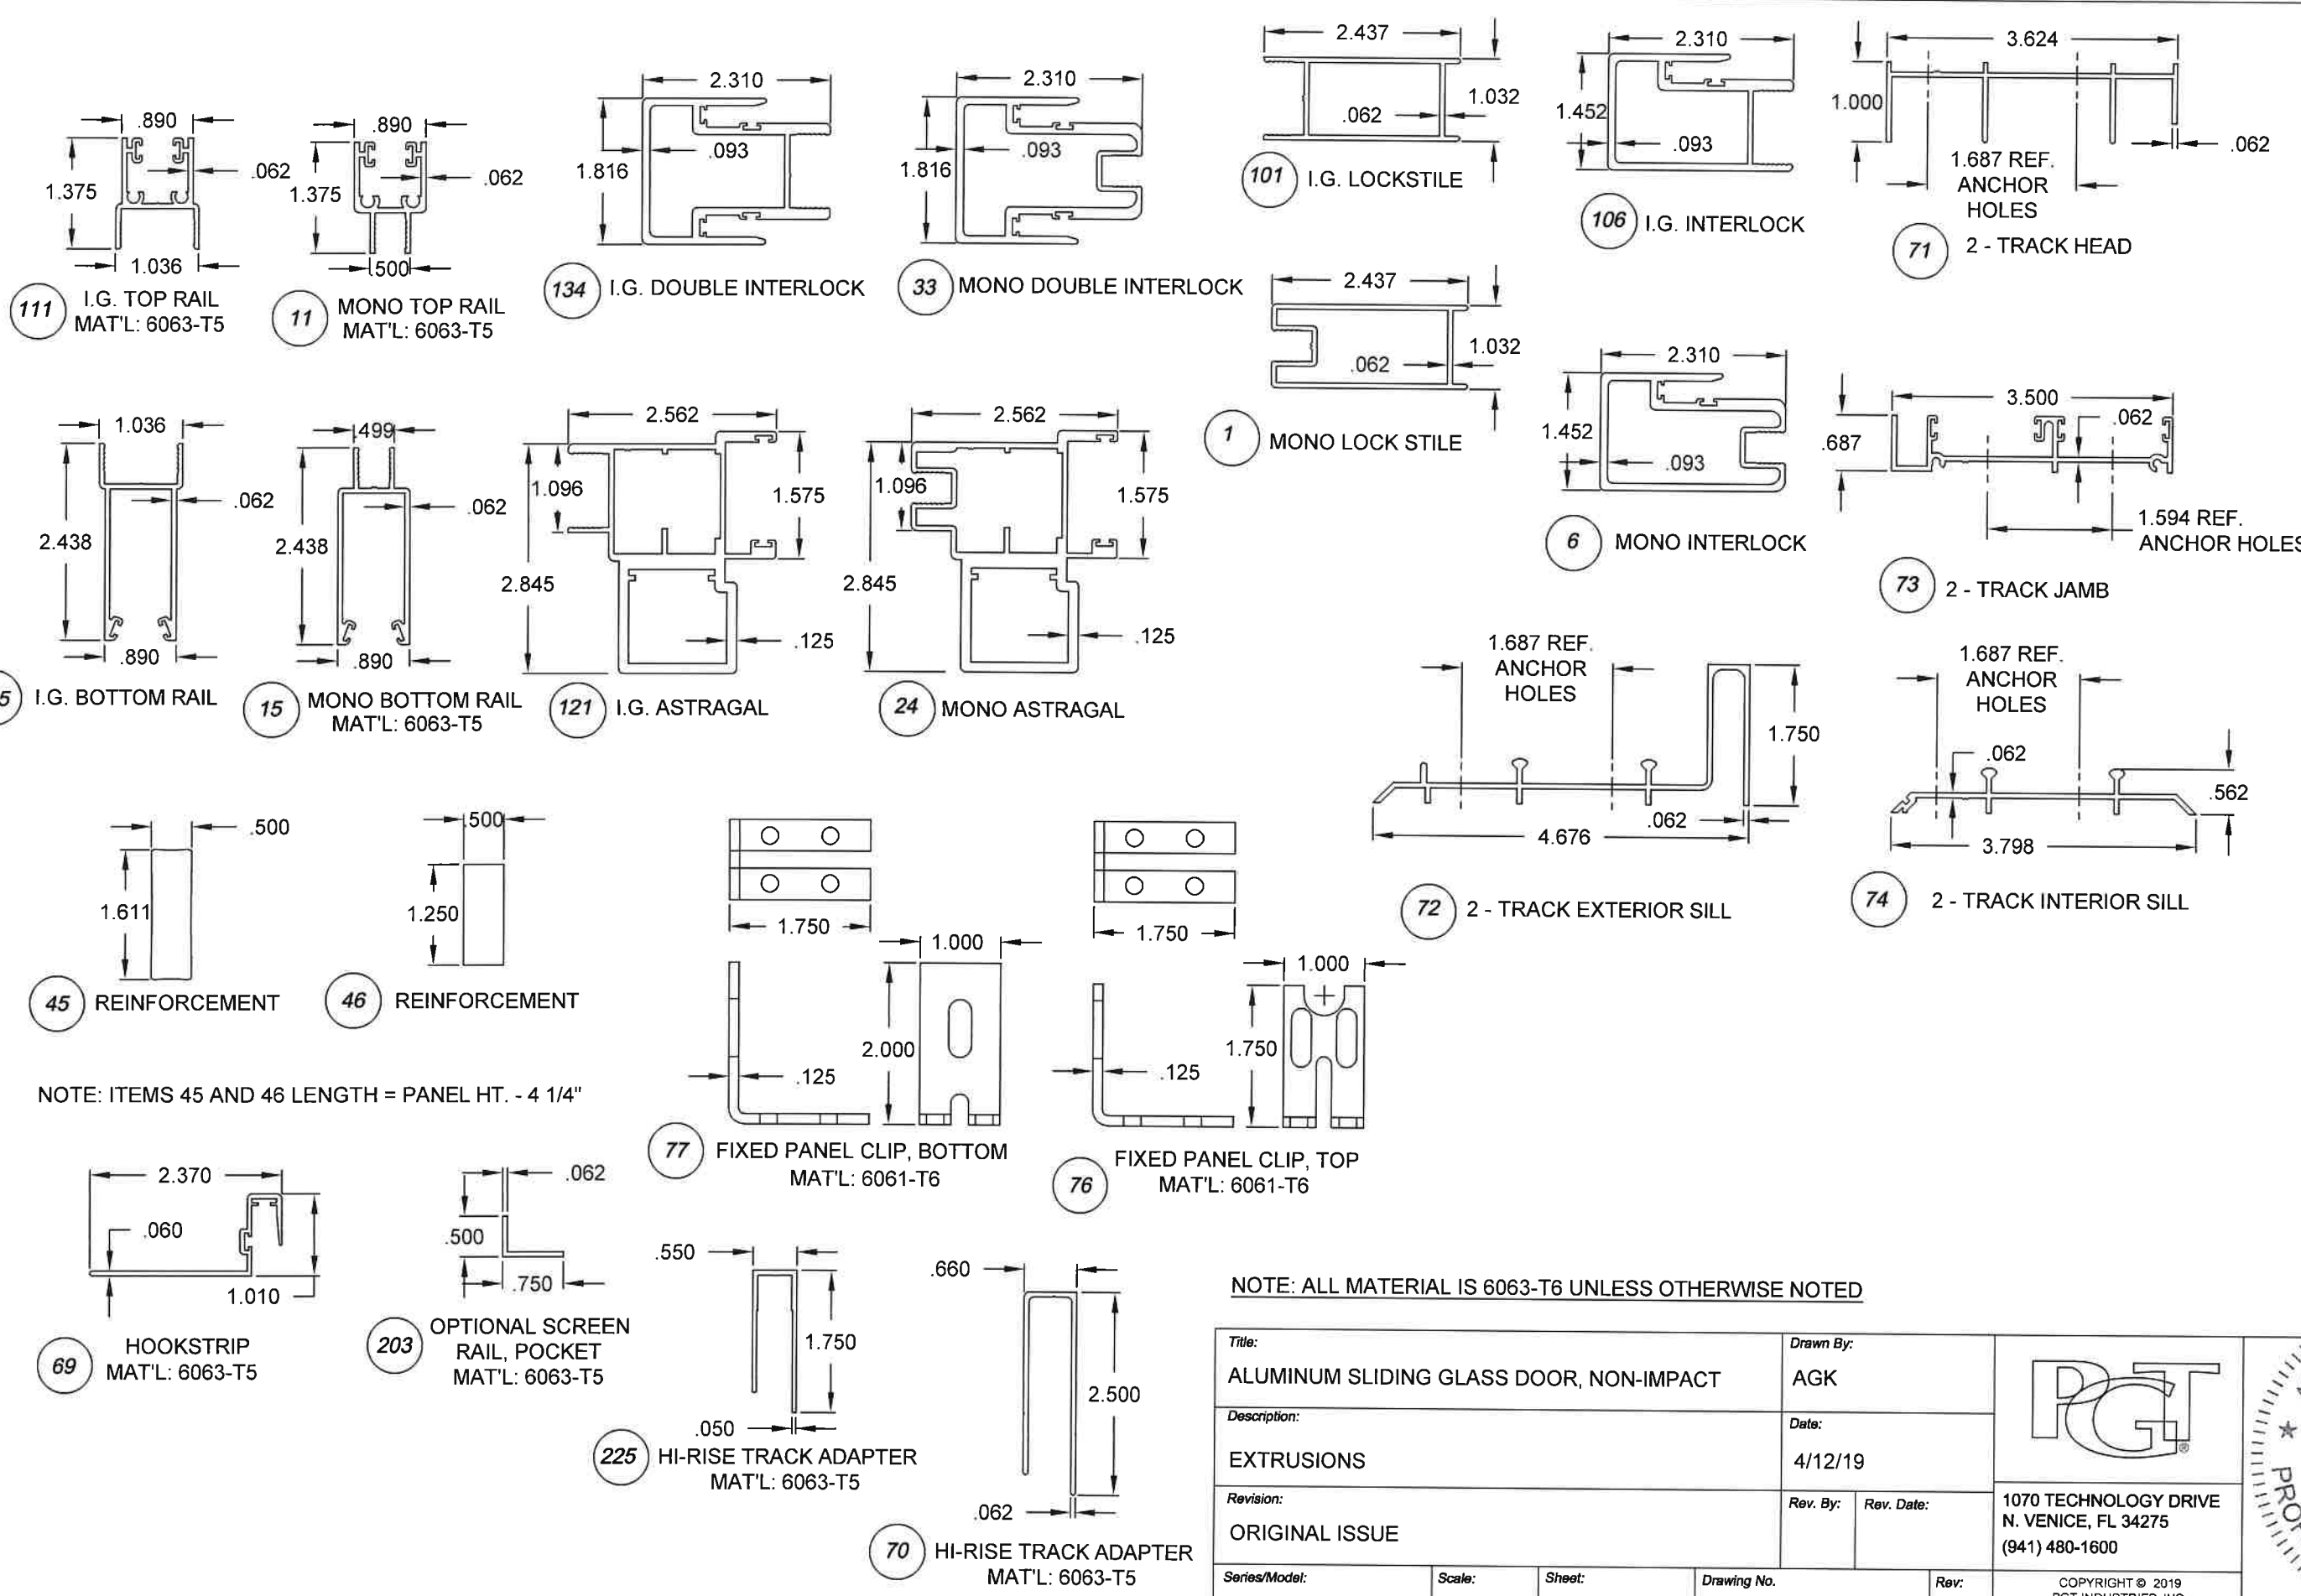 .890
1.375
.062
1.036
111 I.G. TOP RAIL
MAT'L: 6063-T5
.890
1.375
.062
.500
11 MONO TOP RAIL
MAT'L: 6063-T5
2.310
1.816
.093
134 I.G. DOUBLE INTERLOCK
2.310
1.816
.093
33 MONO DOUBLE INTERLOCK
2.437
.062
1.032
101 I.G. LOCKSTILE
2.310
1.452
.093
106 I.G. INTERLOCK
3.624
1.000
.062
1.687 REF.
ANCHOR
HOLES
71 2 - TRACK HEAD
2.437
.062
1.032
1 MONO LOCK STILE
2.310
1.452
.093
6 MONO INTERLOCK
3.500
.062
.687
1.594 REF.
ANCHOR HOLES
73 2 - TRACK JAMB
1.036
.062
2.438
.890
5 I.G. BOTTOM RAIL
.499
.062
2.438
.890
15 MONO BOTTOM RAIL
MAT'L: 6063-T5
2.562
1.096
1.575
2.845
.125
121 I.G. ASTRAGAL
2.562
1.096
1.575
2.845
.125
24 MONO ASTRAGAL
1.687 REF.
ANCHOR
HOLES
1.750
.062
4.676
72 2 - TRACK EXTERIOR SILL
1.687 REF.
ANCHOR
HOLES
.062
.562
3.798
74 2 - TRACK INTERIOR SILL
.500
1.611
45 REINFORCEMENT
.500
1.250
46 REINFORCEMENT
NOTE: ITEMS 45 AND 46 LENGTH = PANEL HT. - 4 1/4"
1.750
1.000
2.000
.125
77 FIXED PANEL CLIP, BOTTOM
MAT'L: 6061-T6
1.750
1.000
1.750
.125
76 FIXED PANEL CLIP, TOP
MAT'L: 6061-T6
2.370
.060
1.010
69 HOOKSTRIP
MAT'L: 6063-T5
.062
.500
.750
203 OPTIONAL SCREEN
RAIL, POCKET
MAT'L: 6063-T5
.550
1.750
.050
225 HI-RISE TRACK ADAPTER
MAT'L: 6063-T5
.660
2.500
.062
70 HI-RISE TRACK ADAPTER
MAT'L: 6063-T5
NOTE: ALL MATERIAL IS 6063-T6 UNLESS OTHERWISE NOTED
Title:
ALUMINUM SLIDING GLASS DOOR, NON-IMPACT
Drawn By:
AGK
Description:
EXTRUSIONS
Date:
4/12/19
Revision:
ORIGINAL ISSUE
Rev. By: Rev. Date:
PGT ®
1070 TECHNOLOGY DRIVE
N. VENICE, FL 34275
(941) 480-1600
Series/Model: Scale: Sheet: Drawing No. Rev:
COPYRIGHT © 2019